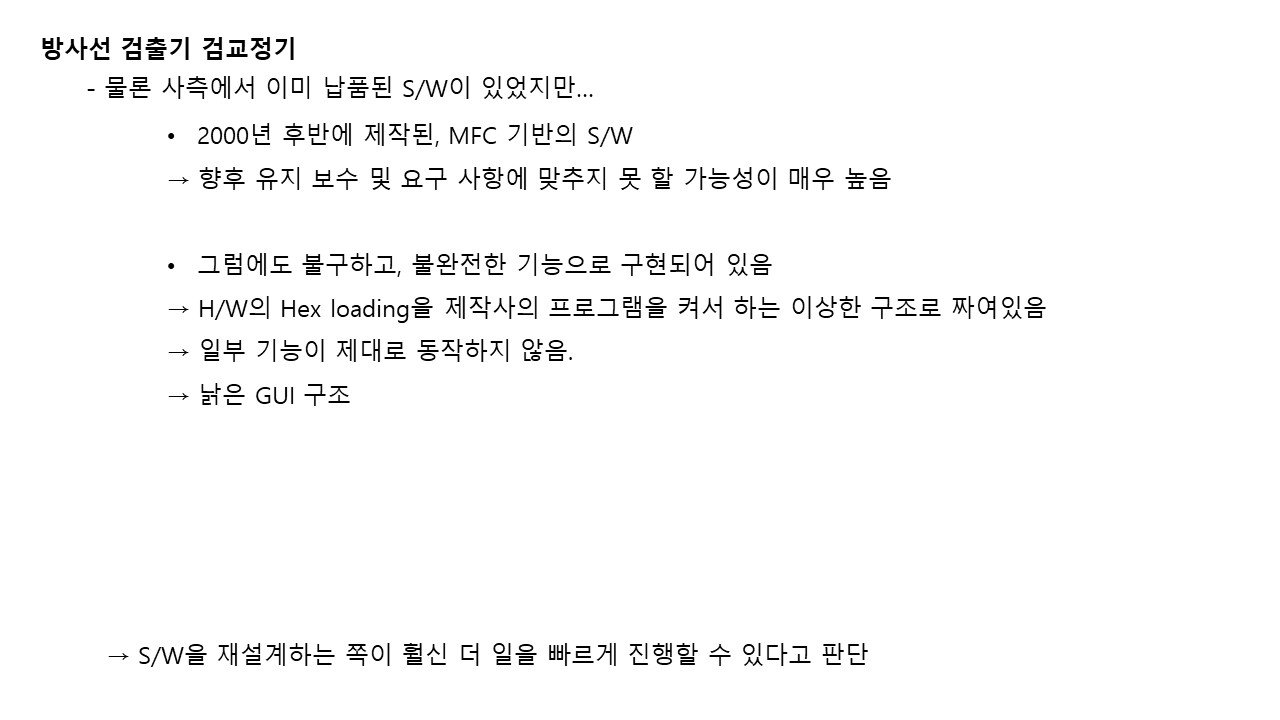 방사선 검출기 검교정기
- 물론 사측에서 이미 납품된 S/W이 있었지만...
• 2000년 후반에 제작된, MFC 기반의 S/W
→ 향후 유지 보수 및 요구 사항에 맞추지 못 할 가능성이 매우 높음
• 그럼에도 불구하고, 불완전한 기능으로 구현되어 있음
→ H/W의 Hex loading을 제작사의 프로그램을 켜서 하는 이상한 구조로 짜여있음
→ 일부 기능이 제대로 동작하지 않음.
→ 낡은 GUI 구조
→ S/W을 재설계하는 쪽이 훨신 더 일을 빠르게 진행할 수 있다고 판단